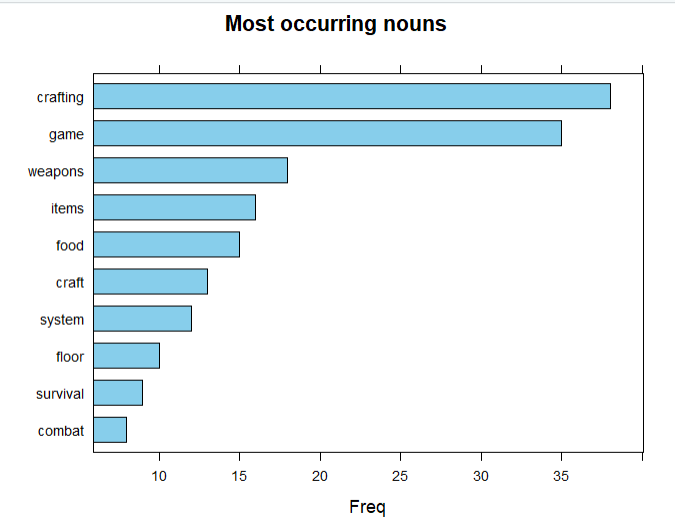 Most occurring nouns
crafting
game
weapons
items
food
craft
system
floor
survival
combat
10 15 20 25 30 35
Freq